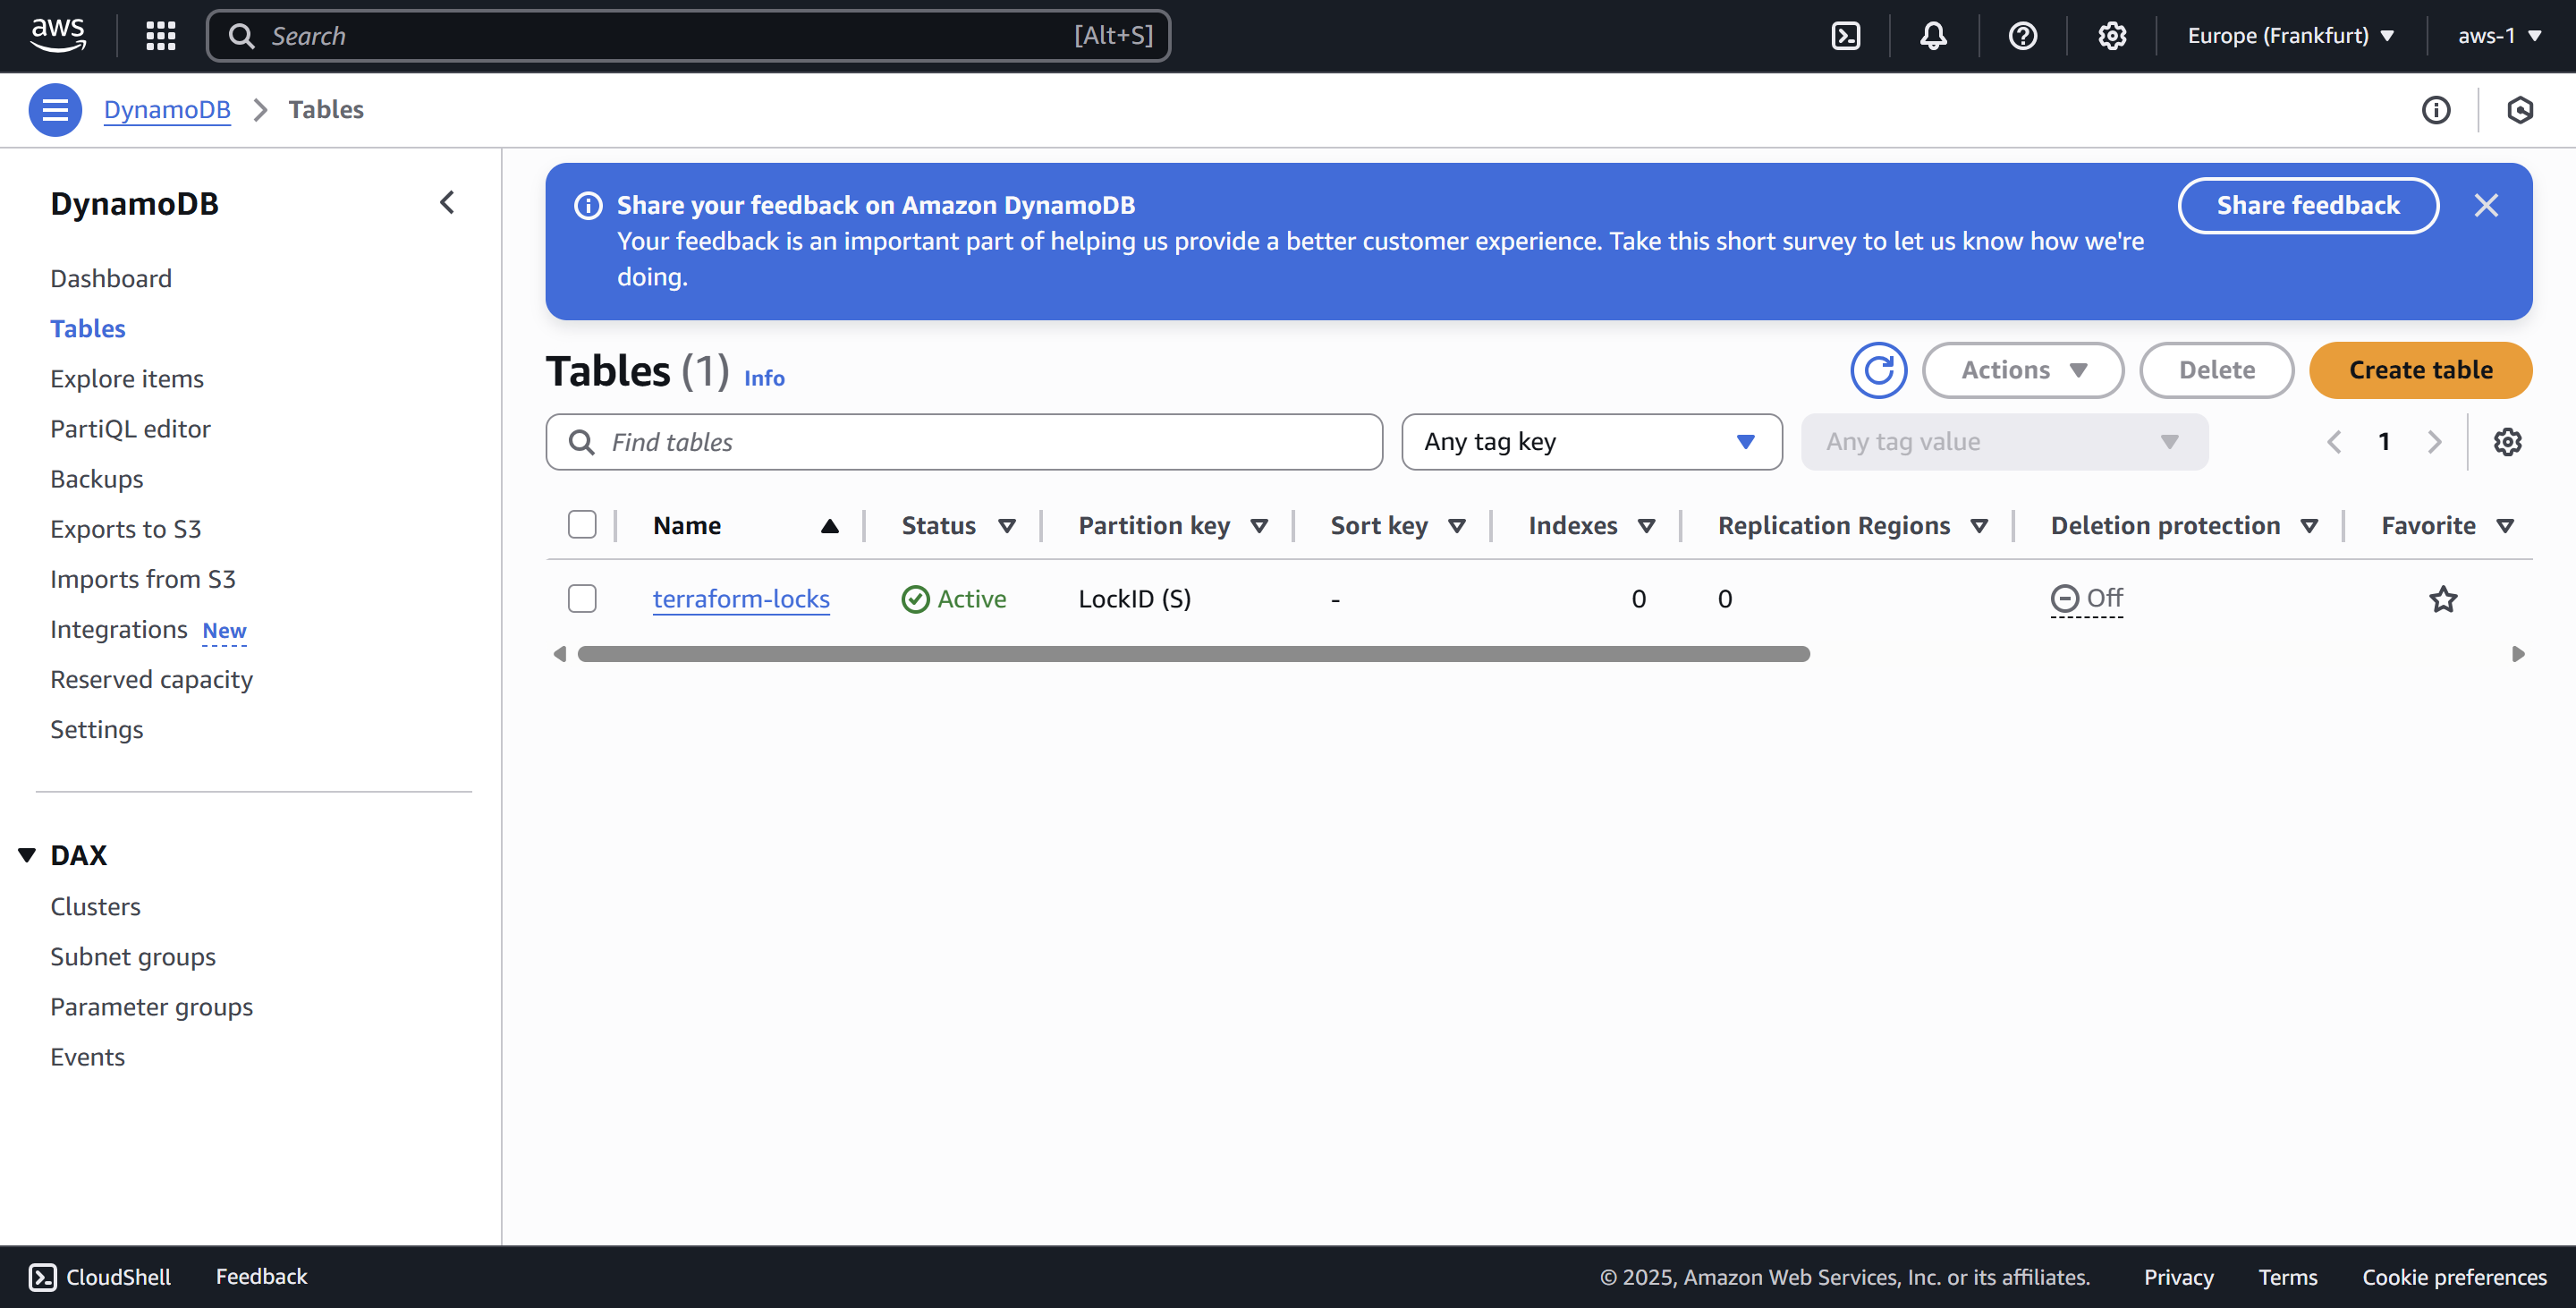 aws
Search [Alt+S]
Europe (Frankfurt)
aws-1
DynamoDB
Tables
DynamoDB
Dashboard
Tables
Explore items
PartiQL editor
Backups
Exports to S3
Imports from S3
Integrations New
Reserved capacity
Settings
DAX
Clusters
Subnet groups
Parameter groups
Events
Share your feedback on Amazon DynamoDB
Your feedback is an important part of helping us provide a better customer experience. Take this short survey to let us know how we're
doing.
Share feedback
Tables (1) Info
Actions
Delete
Create table
Find tables
Any tag key
Any tag value
1
Name Status Partition key Sort key Indexes Replication Regions Deletion protection Favorite
terraform-locks Active LockID (S) - 0 0 Off
CloudShell Feedback © 2025, Amazon Web Services, Inc. or its affiliates. Privacy Terms Cookie preferences